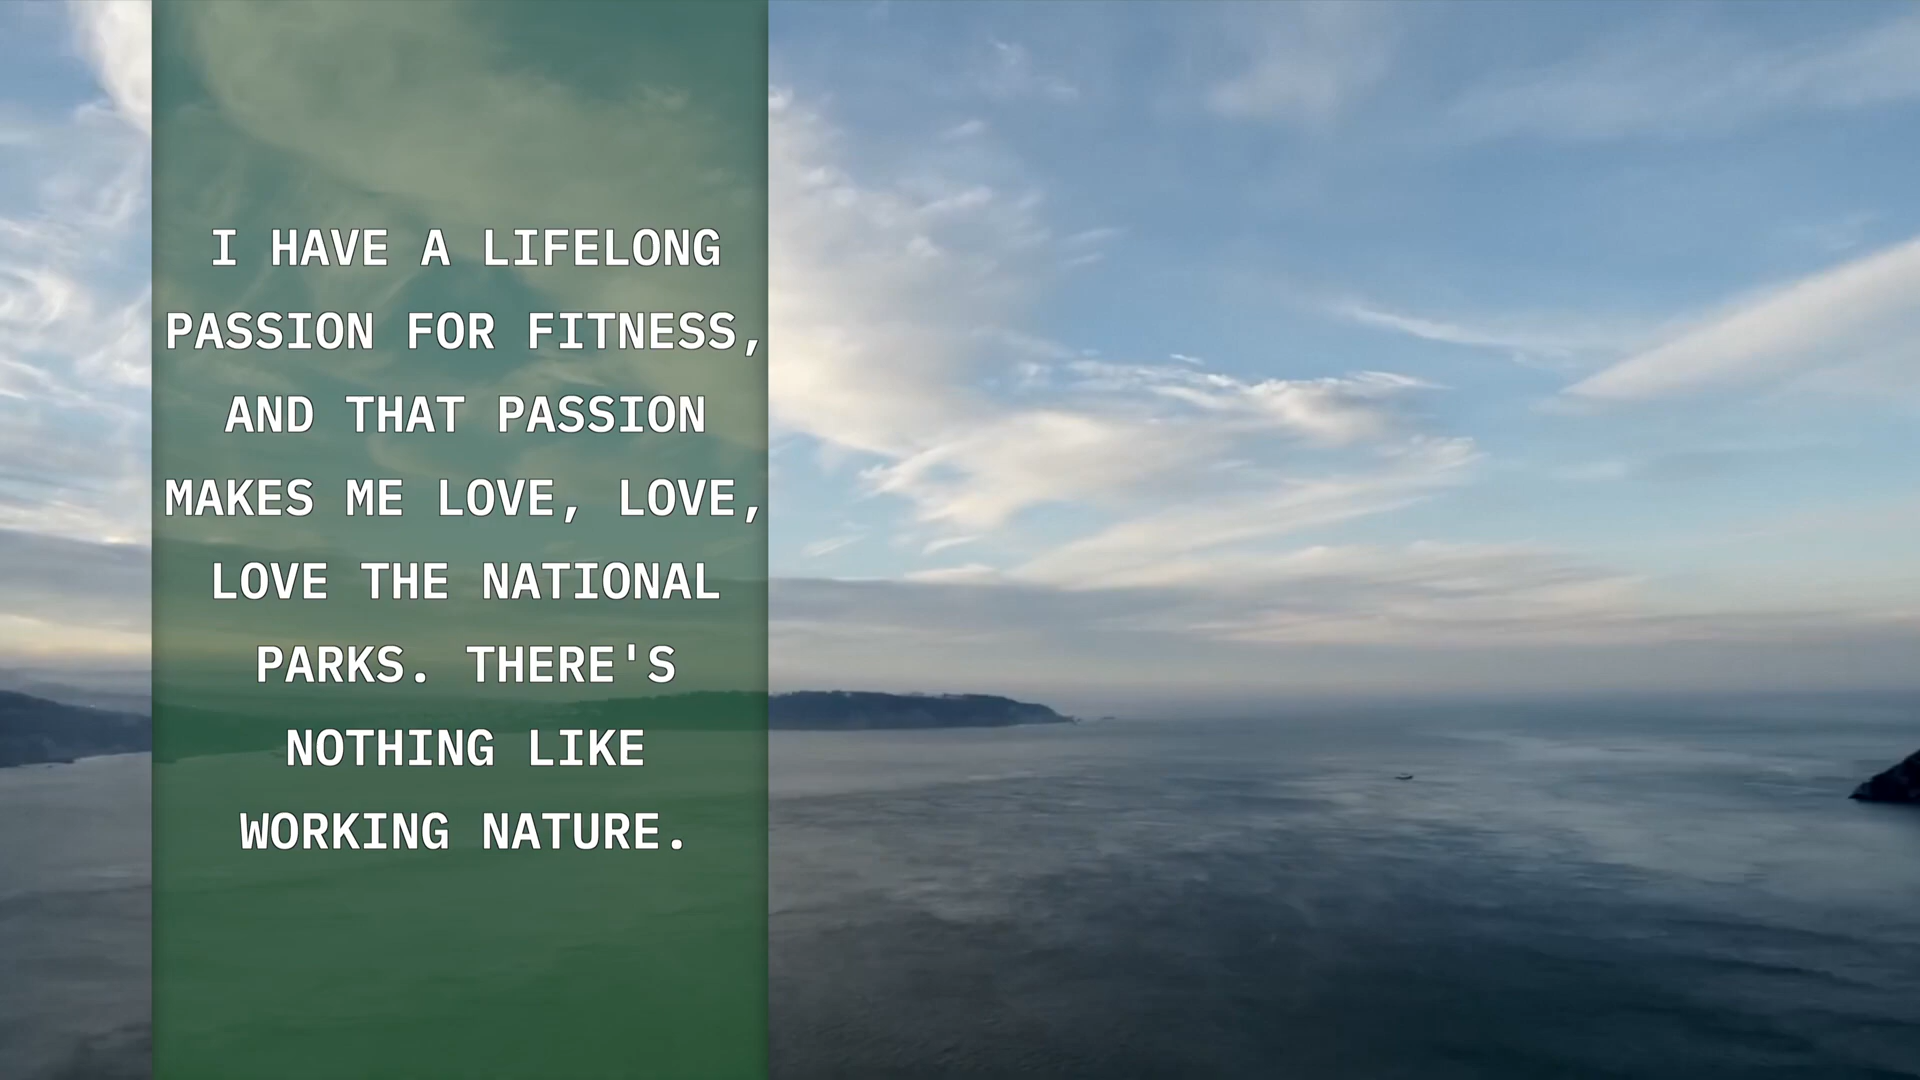 I HAVE A LIFELONG
PASSION FOR FITNESS,
AND THAT PASSION
MAKES ME LOVE, LOVE,
LOVE THE NATIONAL
PARKS. THERE'S
NOTHING LIKE
WORKING NATURE.